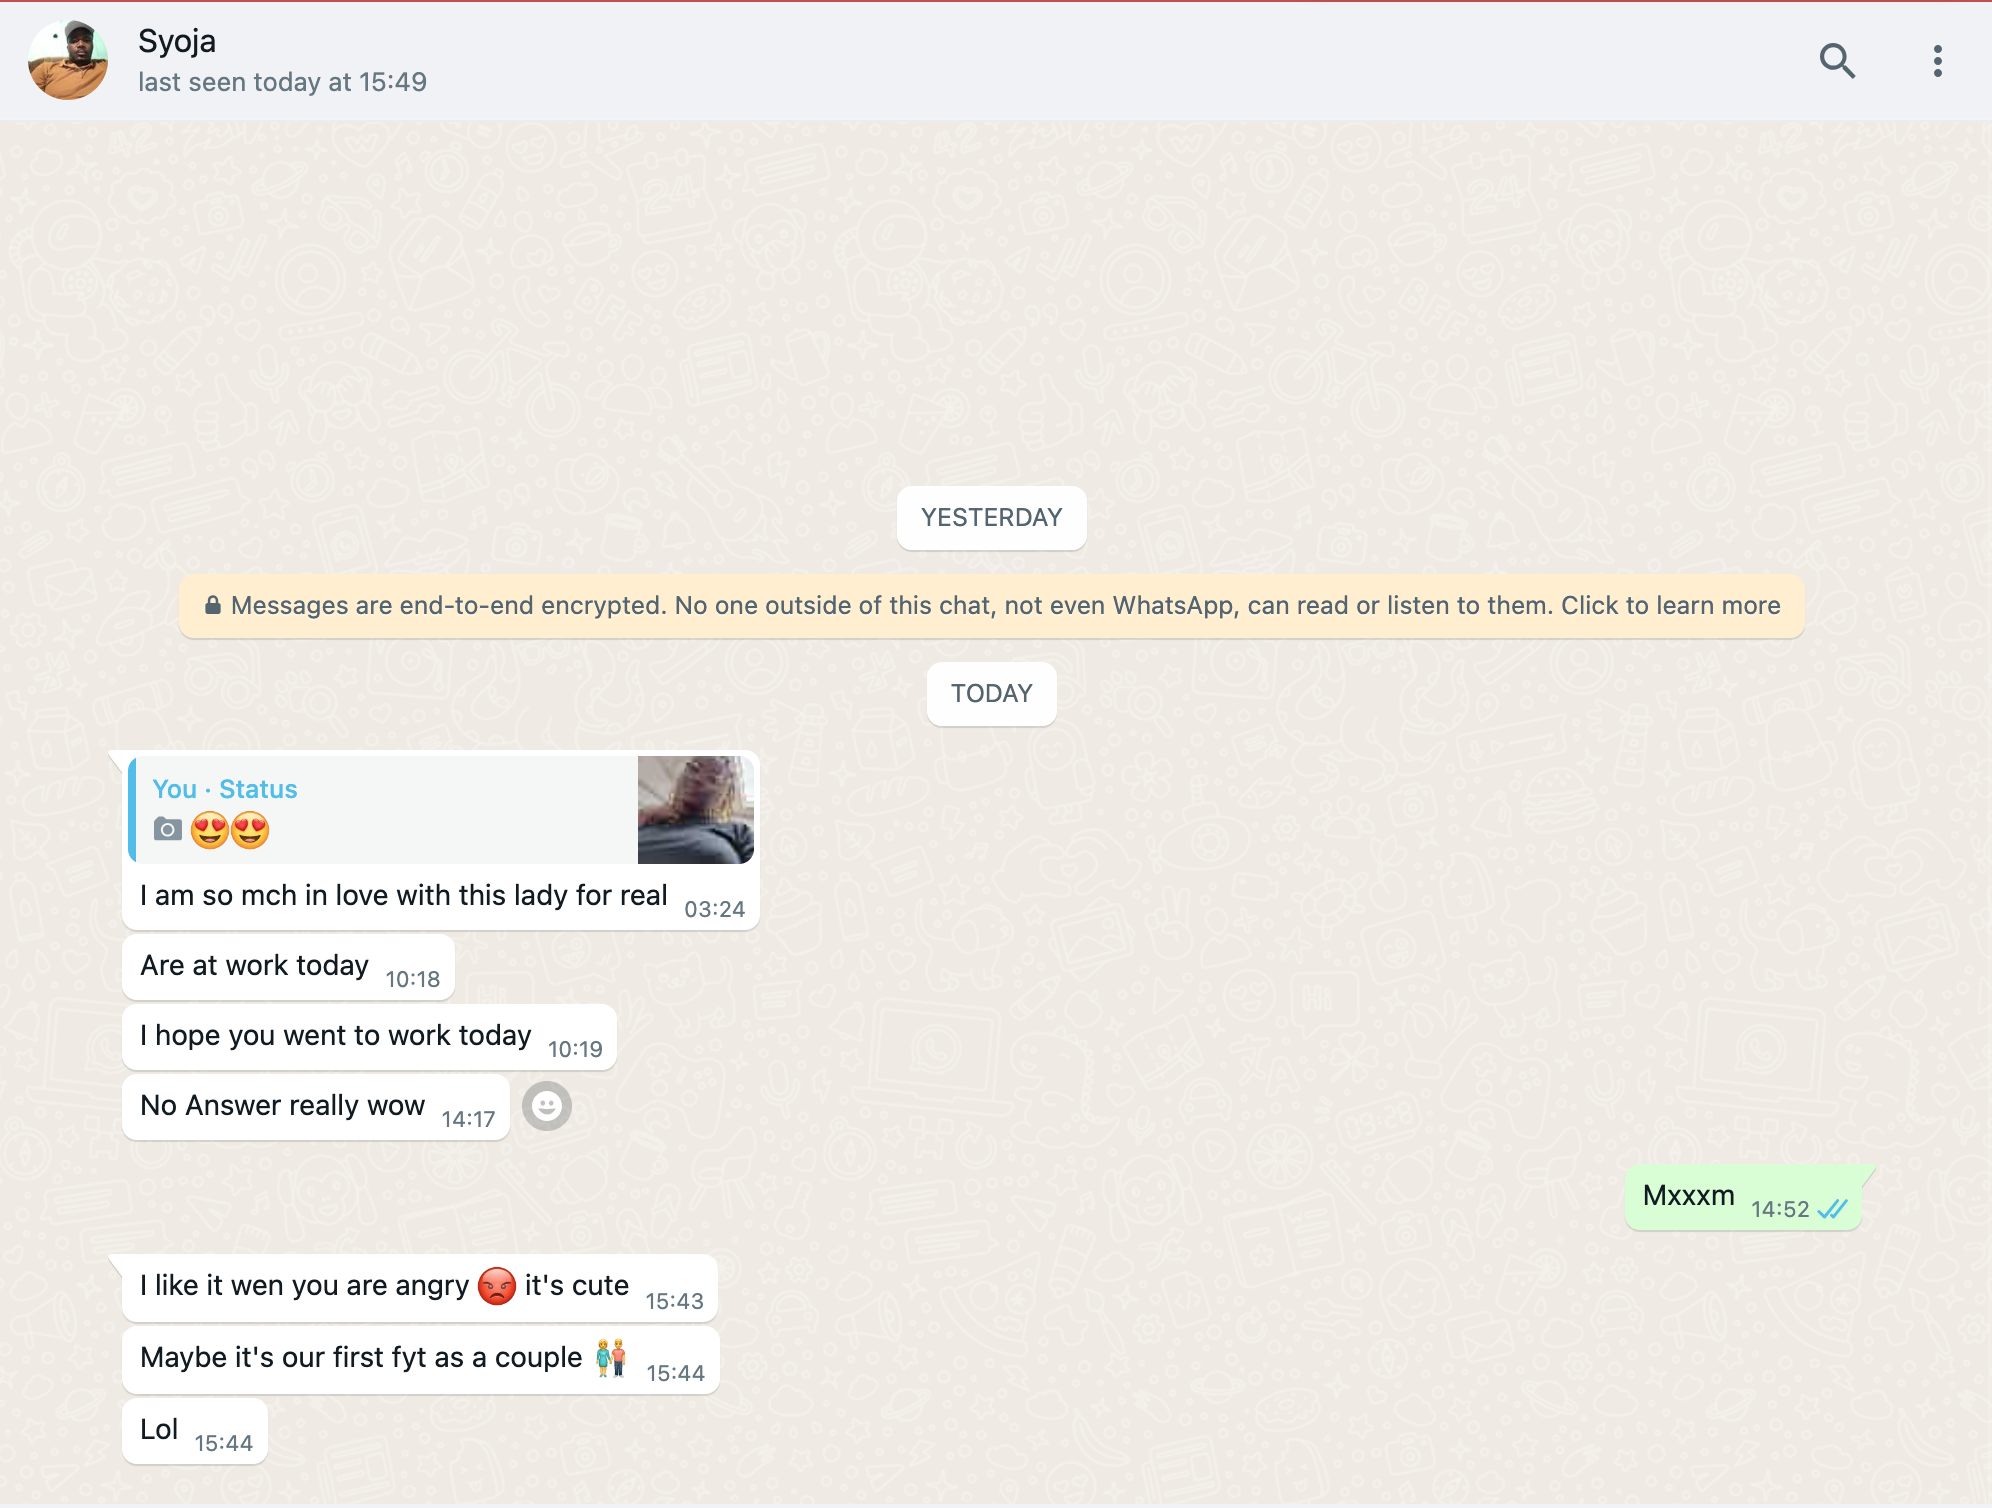 Syoja
last seen today at 15:49
YESTERDAY
Messages are end-to-end encrypted. No one outside of this chat, not even WhatsApp, can read or listen to them. Click to learn more
TODAY
You · Status
😍😍
I am so mch in love with this lady for real 03:24
Are at work today 10:18
I hope you went to work today 10:19
No Answer really wow 14:17
Mxxxm 14:52
I like it wen you are angry 😡 it's cute 15:43
Maybe it's our first fyt as a couple 👫 15:44
Lol 15:44